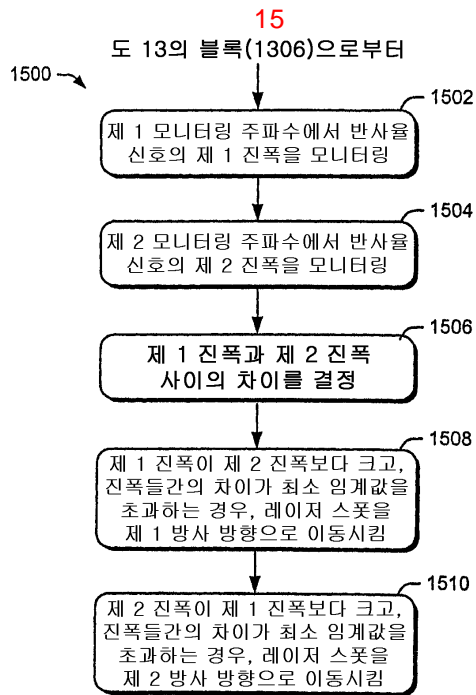 15
도 13의 블록(1306)으로부터
1500
1502
제 1 모니터링 주파수에서 반사율
신호의 제 1 진폭을 모니터링
1504
제 2 모니터링 주파수에서 반사율
신호의 제 2 진폭을 모니터링
1506
제 1 진폭과 제 2 진폭
사이의 차이를 결정
1508
제 1 진폭이 제 2 진폭보다 크고,
진폭들간의 차이가 최소 임계값을
초과하는 경우, 레이저 스폿을
제 1 방사 방향으로 이동시킴
1510
제 2 진폭이 제 1 진폭보다 크고,
진폭들간의 차이가 최소 임계값을
초과하는 경우, 레이저 스폿을
제 2 방사 방향으로 이동시킴